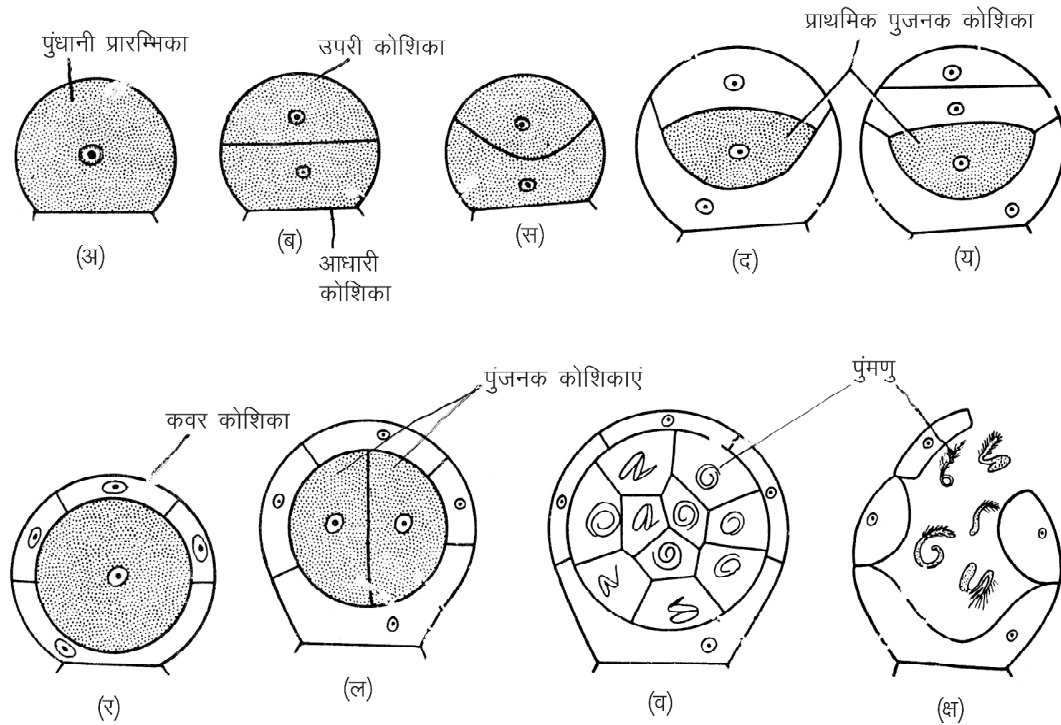 पुंधानी प्रारम्भिका
उपरी कोशिका
प्राथमिक पुजनक कोशिका
(अ)
(ब)
(स)
(द)
(य)
आधारी
कोशिका
कवर कोशिका
पुंजनक कोशिकाएं
पुंमणु
(र)
(ल)
(व)
(क्ष)